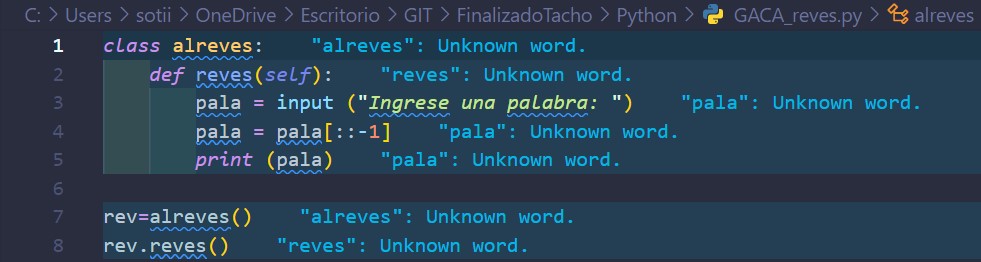 C: > Users > sotii > OneDrive > Escritorio > GIT > FinalizadoTacho > Python > GACA_reves.py > alreves
1 class alreves: "alreves": Unknown word.
2 def reves(self): "reves": Unknown word.
3 pala = input ("Ingrese una palabra: ") "pala": Unknown word.
4 pala = pala[::-1] "pala": Unknown word.
5 print (pala) "pala": Unknown word.
6
7 rev=alreves() "alreves": Unknown word.
8 rev.reves() "reves": Unknown word.